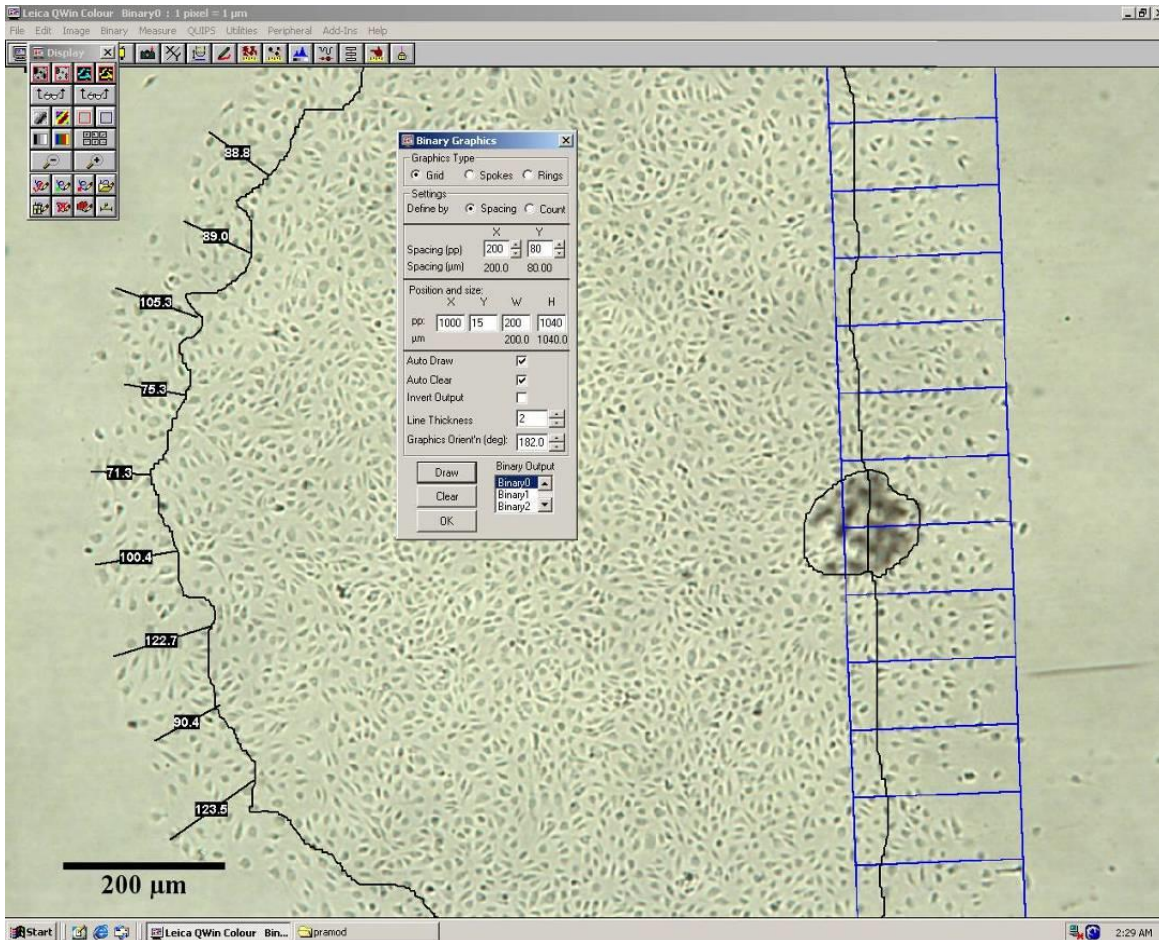 Leica QWin Colour Binary0 : 1 pixel = 1 µm
File Edit Image Binary Measure QUIPS Utilities Peripheral Add-Ins Help
Display
Binary Graphics
Graphics Type
Grid Spokes Rings
Settings
Define by Spacing Count
X Y
Spacing (pp) 200 80
Spacing (µm) 200.0 80.00
Position and size:
X Y W H
pp: 1000 15 200 1040
µm 200.0 1040.0
Auto Draw
Auto Clear
Invert Output
Line Thickness 2
Graphics Orient'n (deg): 182.0
Draw Binary Output
Binary0
Clear Binary1
Binary2
OK
88.8
89.0
105.3
75.3
71.3
100.4
122.7
90.4
123.5
200 µm
Start Leica QWin Colour Bin... pramod 2:29 AM